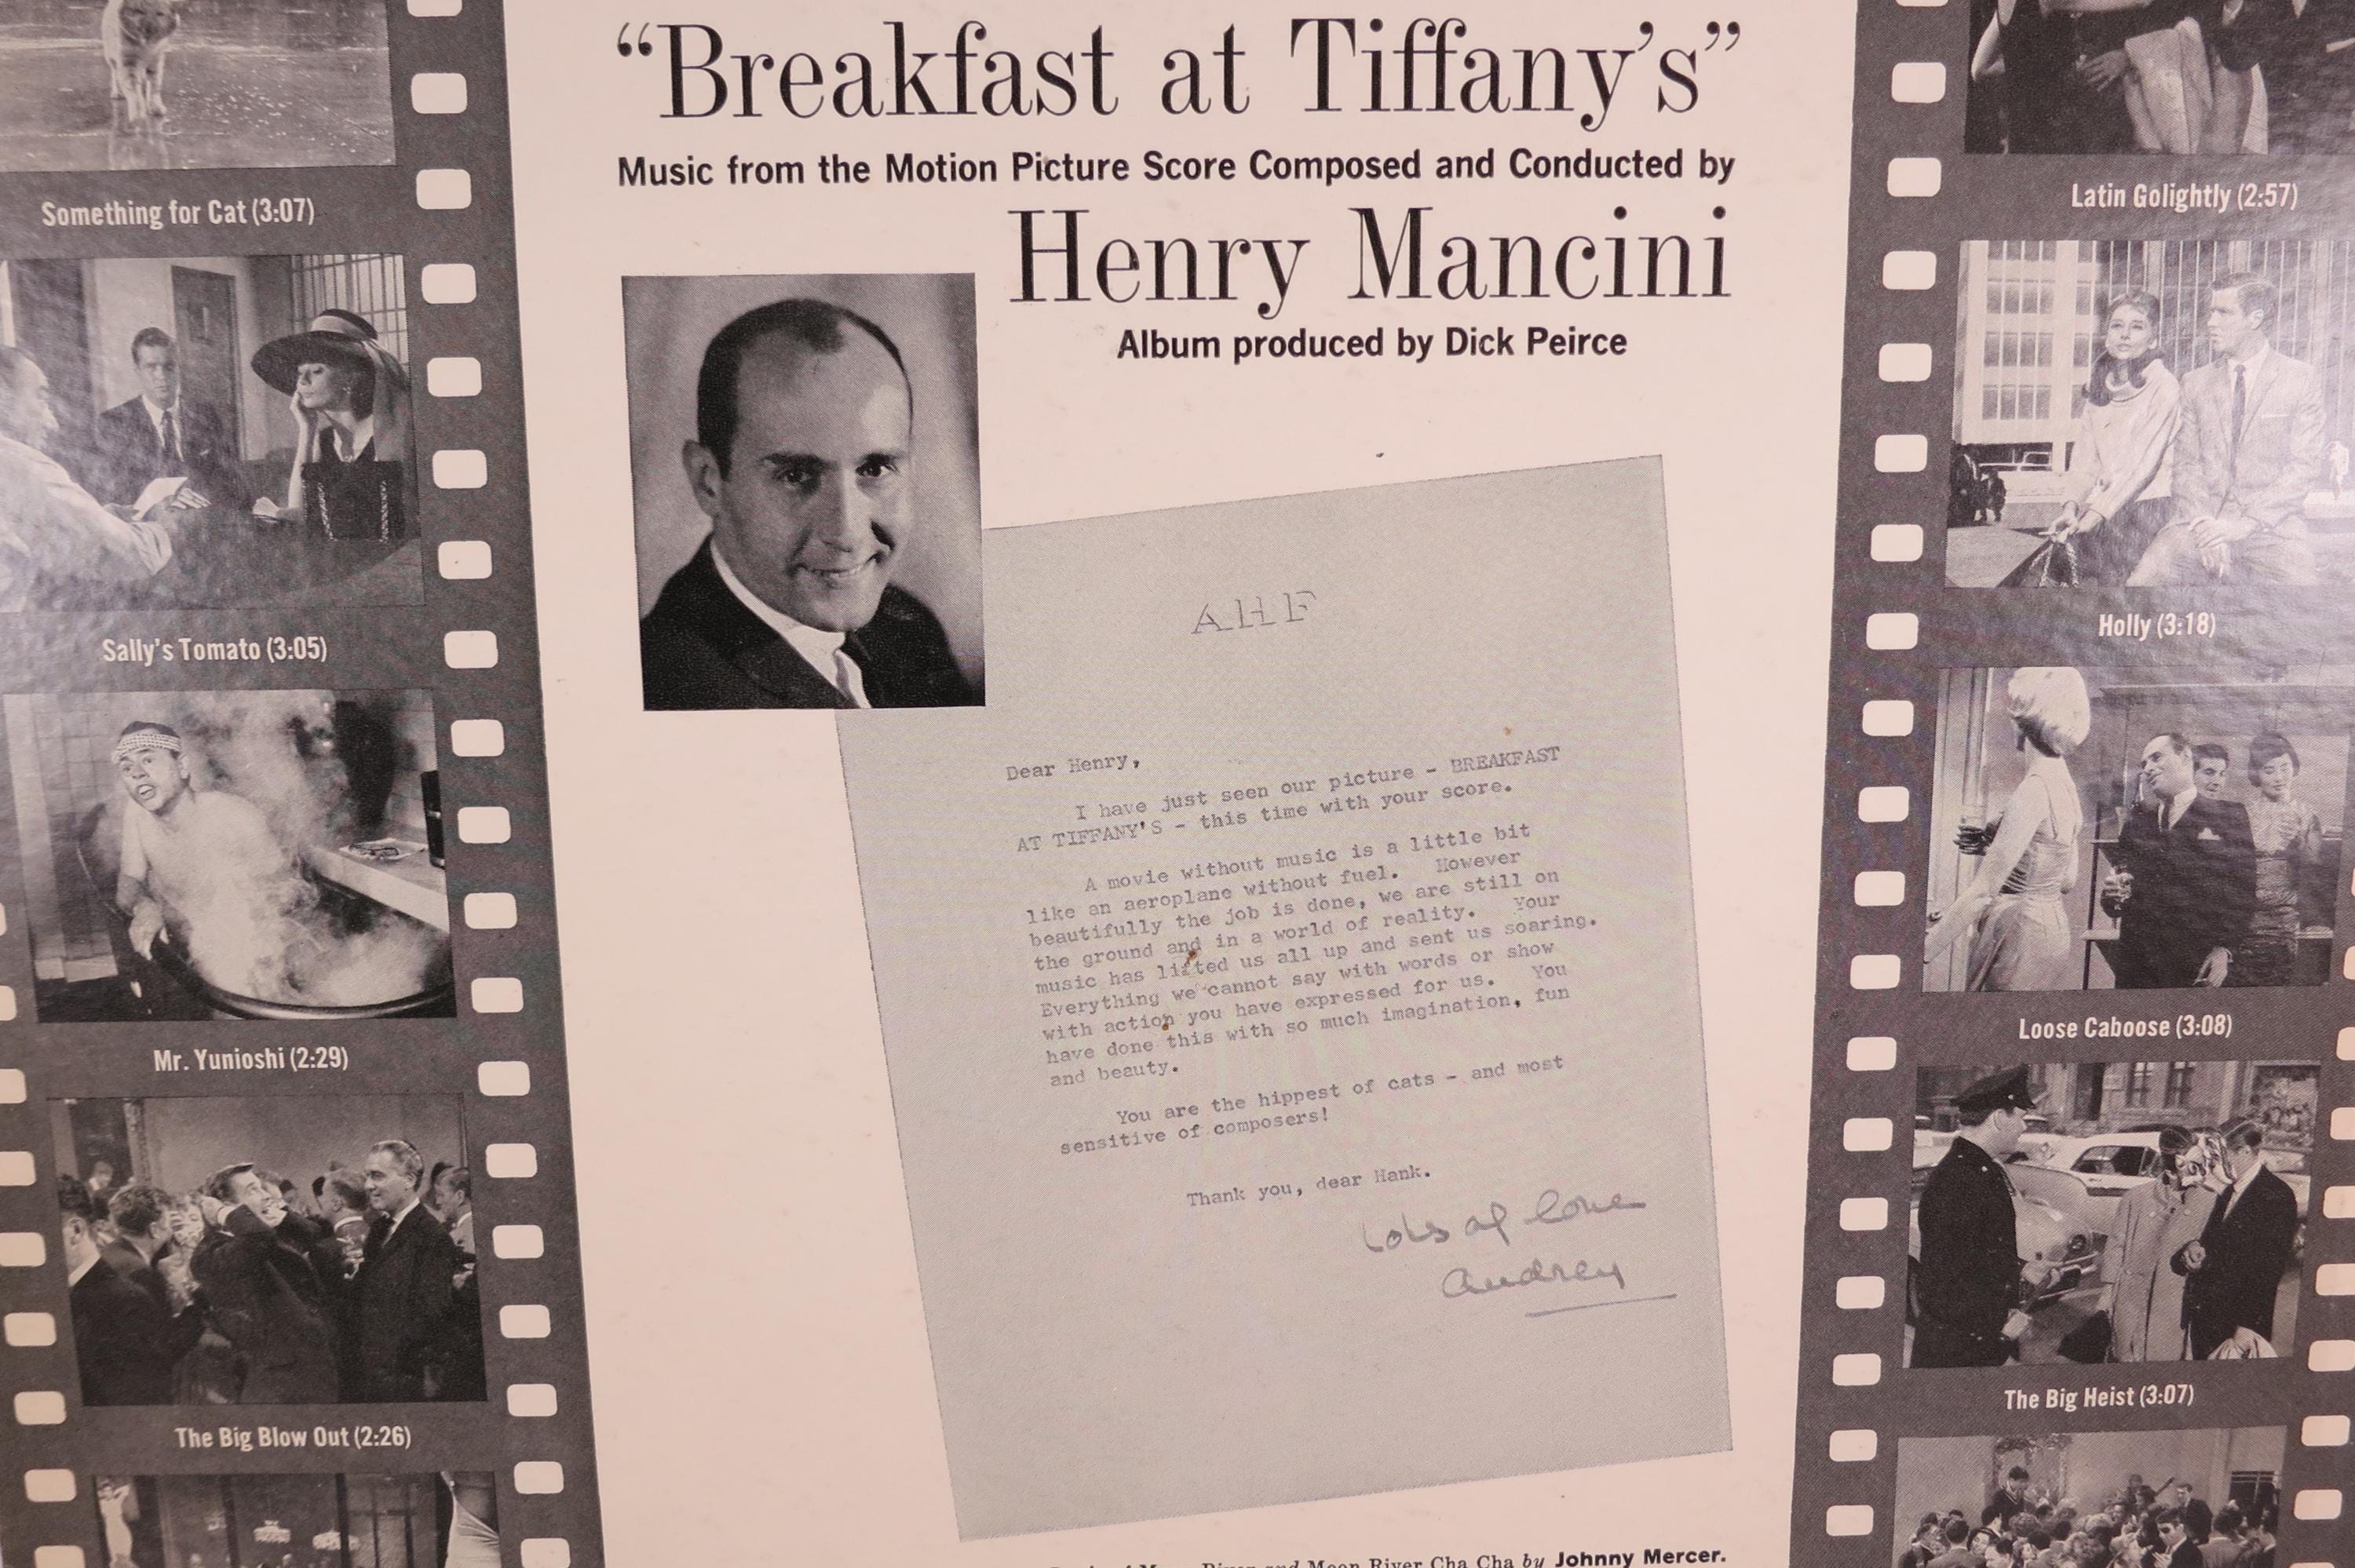 “Breakfast at Tiffany’s”
Music from the Motion Picture Score Composed and Conducted by
Henry Mancini
Album produced by Dick Peirce
Something for Cat (3:07)
Sally's Tomato (3:05)
Mr. Yunioshi (2:29)
The Big Blow Out (2:26)
AHF
Dear Henry,
I have just seen our picture - BREAKFAST
AT TIFFANY'S - this time with your score.
A movie without music is a little bit
like an aeroplane without fuel. However
beautifully the job is done, we are still on
the ground and in a world of reality. Your
music has lifted us all up and sent us soaring.
Everything we cannot say with words or show
with action you have expressed for us. You
have done this with so much imagination, fun
and beauty.
You are the hippest of cats - and most
sensitive of composers!
Thank you, dear Hank.
Lots of love
Audrey
Moon River and Moon River Cha Cha by Johnny Mercer.
Latin Golightly (2:57)
Holly (3:18)
Loose Caboose (3:08)
The Big Heist (3:07)